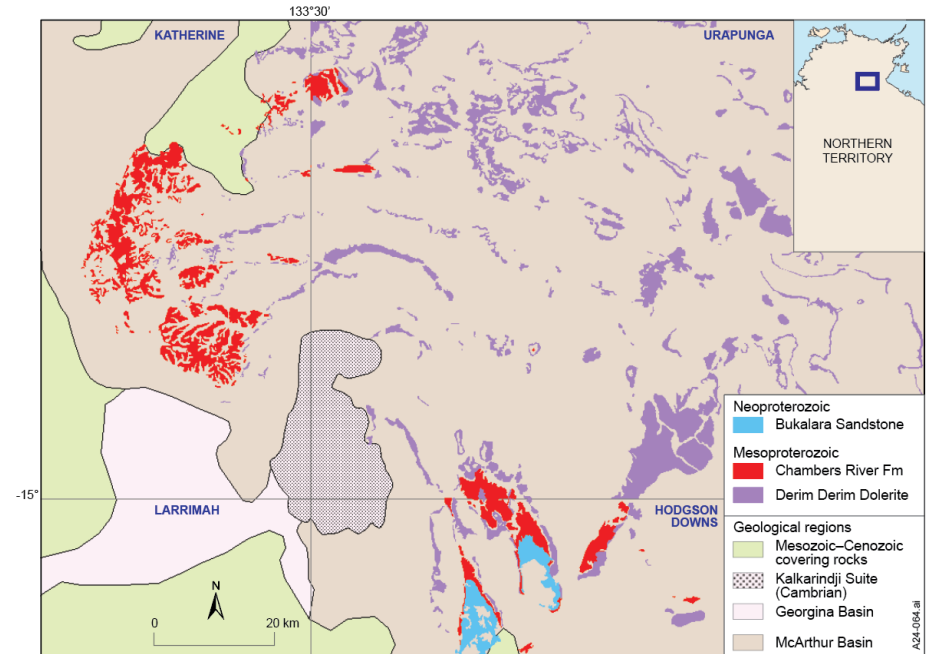 133°30'
KATHERINE
URAPUNGA
NORTHERN
TERRITORY
-15°
LARRIMAH
HODGSON
DOWNS
N
0
20 km
Neoproterozoic
Bukalara Sandstone
Mesoproterozoic
Chambers River Fm
Derim Derim Dolerite
Geological regions
Mesozoic–Cenozoic
covering rocks
Kalkarindji Suite
(Cambrian)
Georgina Basin
McArthur Basin
A24-064.ai